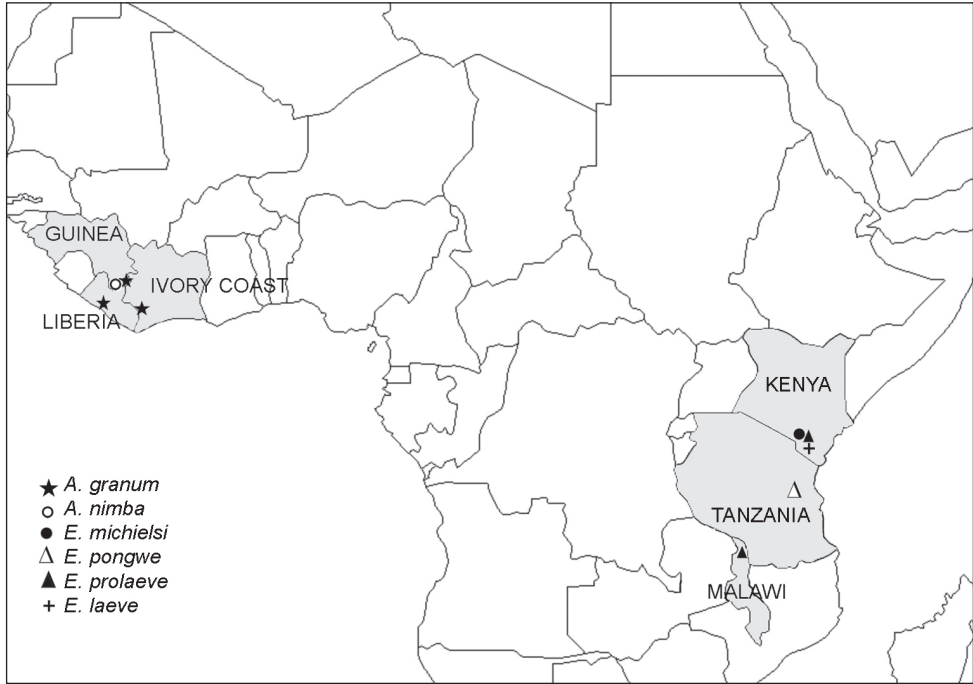 GUINEA
IVORY COAST
LIBERIA
KENYA
TANZANIA
MALAWI
A. granum
A. nimba
E. michielsi
E. pongwe
E. prolaeve
E. laeve